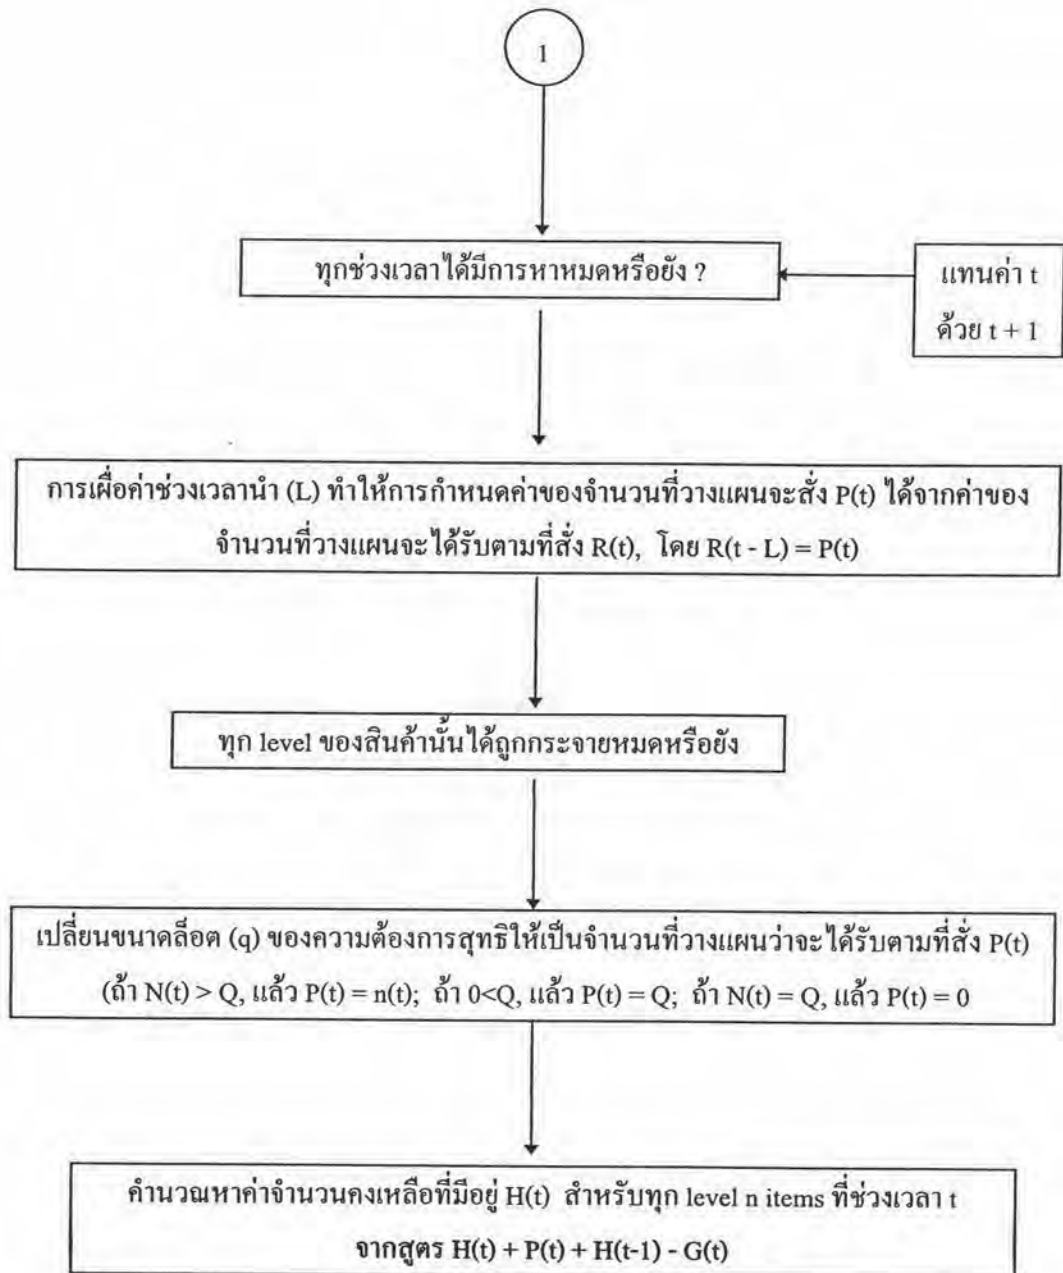 1
ทุกช่วงเวลาได้มีการหาหมดหรือยัง ?
แทนค่า t
ด้วย t + 1
การเผื่อค่าช่วงเวลานำ (L) ทำให้การกำหนดค่าของจำนวนที่วางแผนจะสั่ง P(t) ได้จากค่าของ
จำนวนที่วางแผนจะได้รับตามที่สั่ง R(t), โดย R(t - L) = P(t)
ทุก level ของสินค้านั้นได้ถูกกระจายหมดหรือยัง
เปลี่ยนขนาดล็อต (q) ของความต้องการสุทธิให้เป็นจำนวนที่วางแผนว่าจะได้รับตามที่สั่ง P(t)
(ถ้า N(t) > Q, แล้ว P(t) = n(t); ถ้า 0<Q, แล้ว P(t) = Q; ถ้า N(t) = Q, แล้ว P(t) = 0
คำนวณหาค่าจำนวนคงเหลือที่มีอยู่ H(t) สำหรับทุก level n items ที่ช่วงเวลา t
จากสูตร H(t) + P(t) + H(t-1) - G(t)